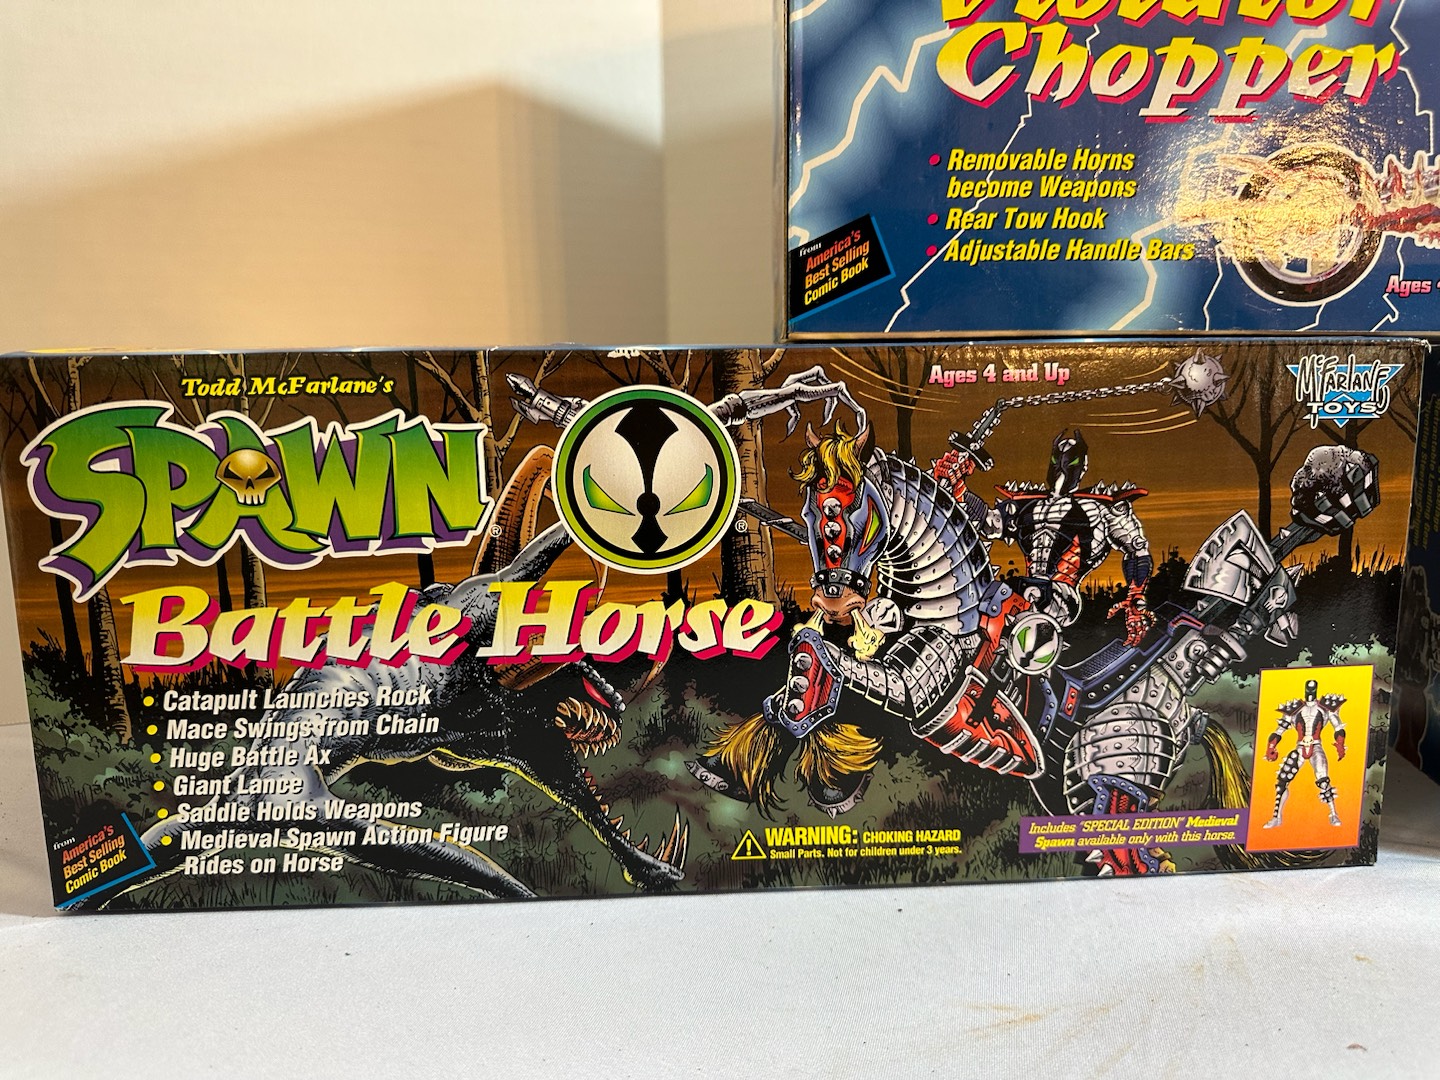 Chopper
• Removable Horns
become Weapons
• Rear Tow Hook
• Adjustable Handle Bars
from
America's
Best Selling
Comic Book
Ages
Todd McFarlane's
SPAWN®
®
Battle Horse
• Catapult Launches Rock
• Mace Swings from Chain
• Huge Battle Ax
• Giant Lance
• Saddle Holds Weapons
• Medieval Spawn Action Figure
Rides on Horse
from
America's
Best Selling
Comic Book
Ages 4 and Up
McFARLANE
TOYS
WARNING: CHOKING HAZARD
Small Parts. Not for children under 3 years.
Includes "SPECIAL EDITION" Medieval
Spawn available only with this horse.